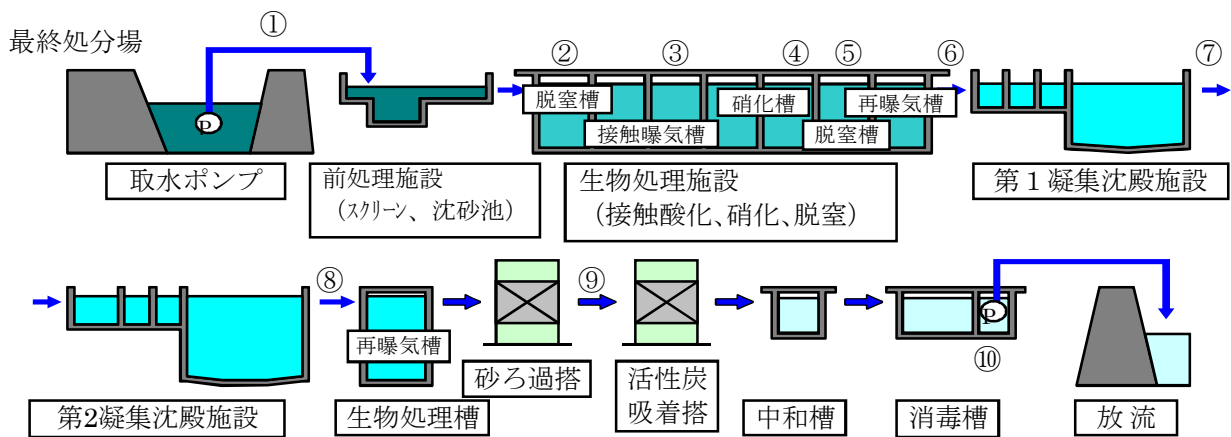 最終処分場
①
②
③
④
⑤
⑥
⑦
P
脱窒槽
接触曝気槽
硝化槽
脱窒槽
再曝気槽
取水ポンプ
前処理施設
（ｽｸﾘｰﾝ、沈砂池）
生物処理施設
（接触酸化、硝化、脱窒）
第１凝集沈殿施設
⑧
⑨
P
⑩
再曝気槽
第2凝集沈殿施設
生物処理槽
砂ろ過搭
活性炭
吸着搭
中和槽
消毒槽
放流